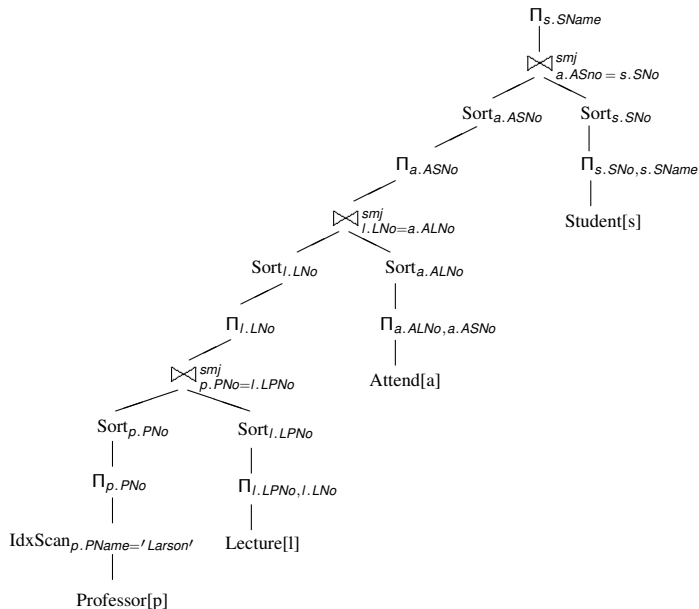 Π s.SName
⋈ smj a.ASno = s.SNo
Sort a.ASNo Sort s.SNo
Π a.ASNo Π s.SNo,s.SName
⋈ smj l.LNo=a.ALNo Student[s]
Sort l.LNo Sort a.ALNo
Π l.LNo Π a.ALNo,a.ASNo
⋈ smj p.PNo=l.LPNo Attend[a]
Sort p.PNo Sort l.LPNo
Π p.PNo Π l.LPNo,l.LNo
IdxScan p.PName='Larson' Lecture[l]
Professor[p]